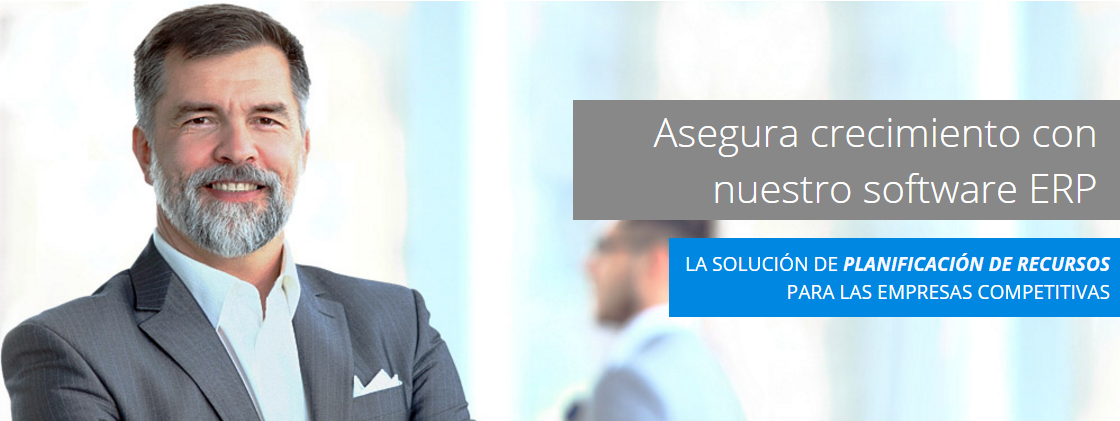 Asegura crecimiento con
nuestro software ERP
LA SOLUCIÓN DE PLANIFICACIÓN DE RECURSOS
PARA LAS EMPRESAS COMPETITIVAS